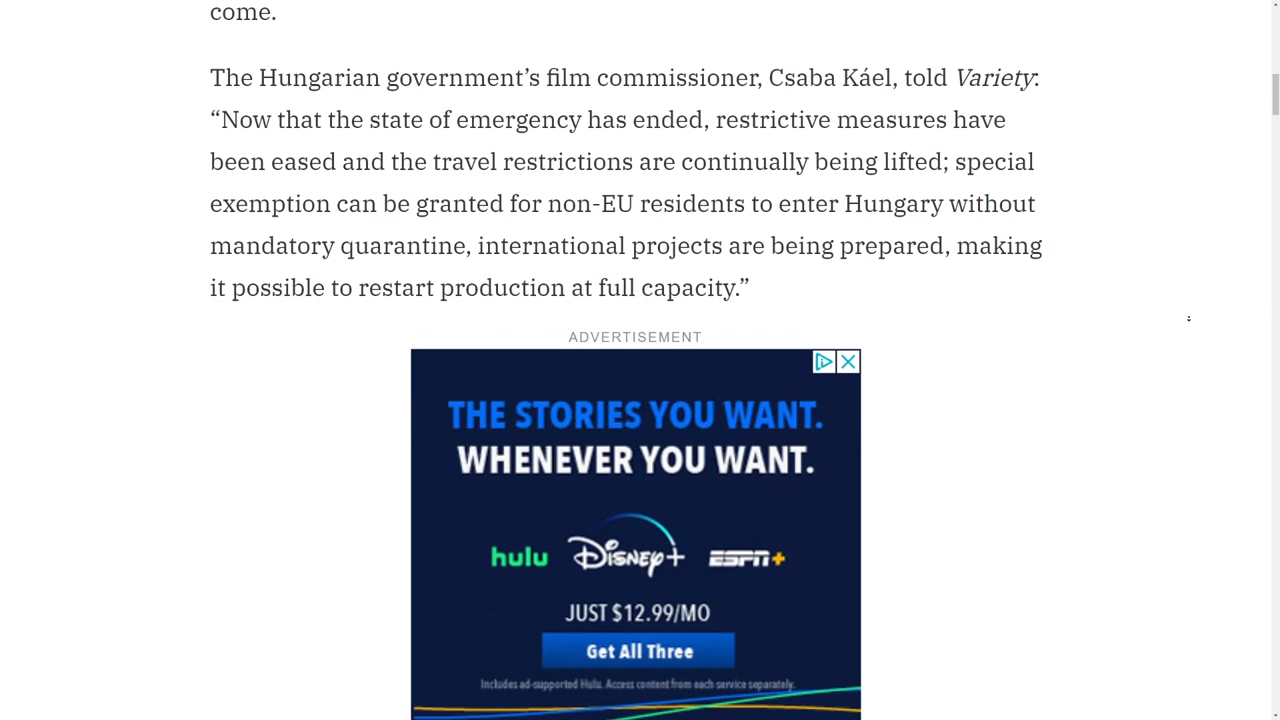 come.
The Hungarian government’s film commissioner, Csaba Káel, told Variety:
“Now that the state of emergency has ended, restrictive measures have
been eased and the travel restrictions are continually being lifted; special
exemption can be granted for non-EU residents to enter Hungary without
mandatory quarantine, international projects are being prepared, making
it possible to restart production at full capacity.”
ADVERTISEMENT
THE STORIES YOU WANT.
WHENEVER YOU WANT.
hulu Disney+ ESPN+
JUST $12.99/MO
Get All Three
Includes ad-supported Hulu. Access content from each service separately.